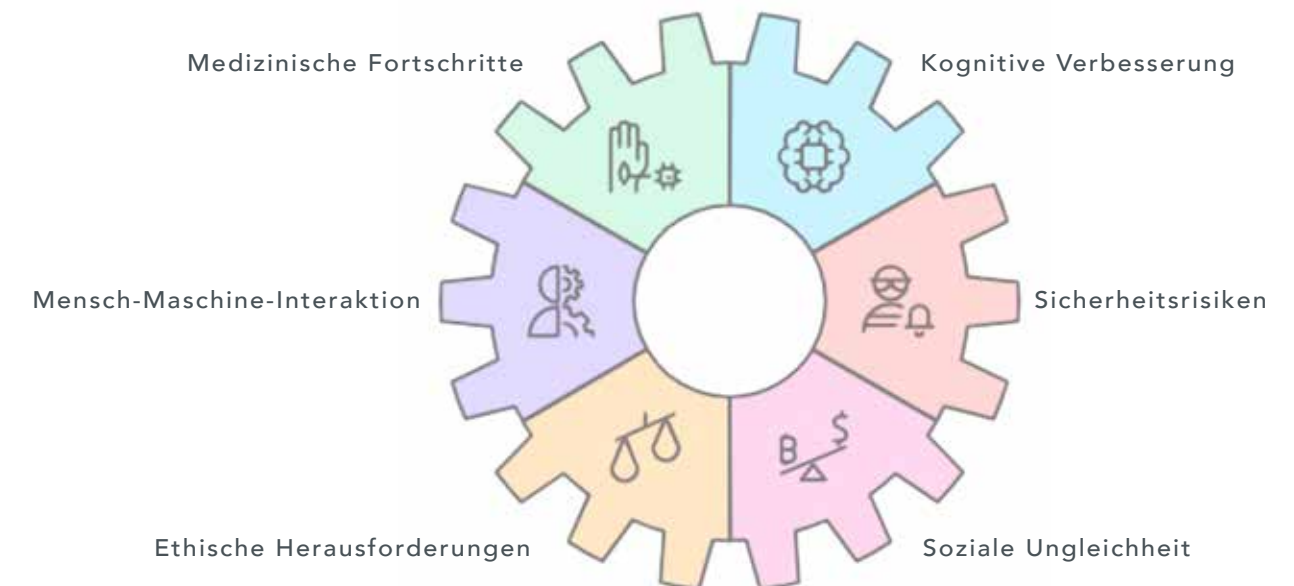 Medizinische Fortschritte
Kognitive Verbesserung
Mensch-Maschine-Interaktion
Sicherheitsrisiken
B $
Ethische Herausforderungen
Soziale Ungleichheit